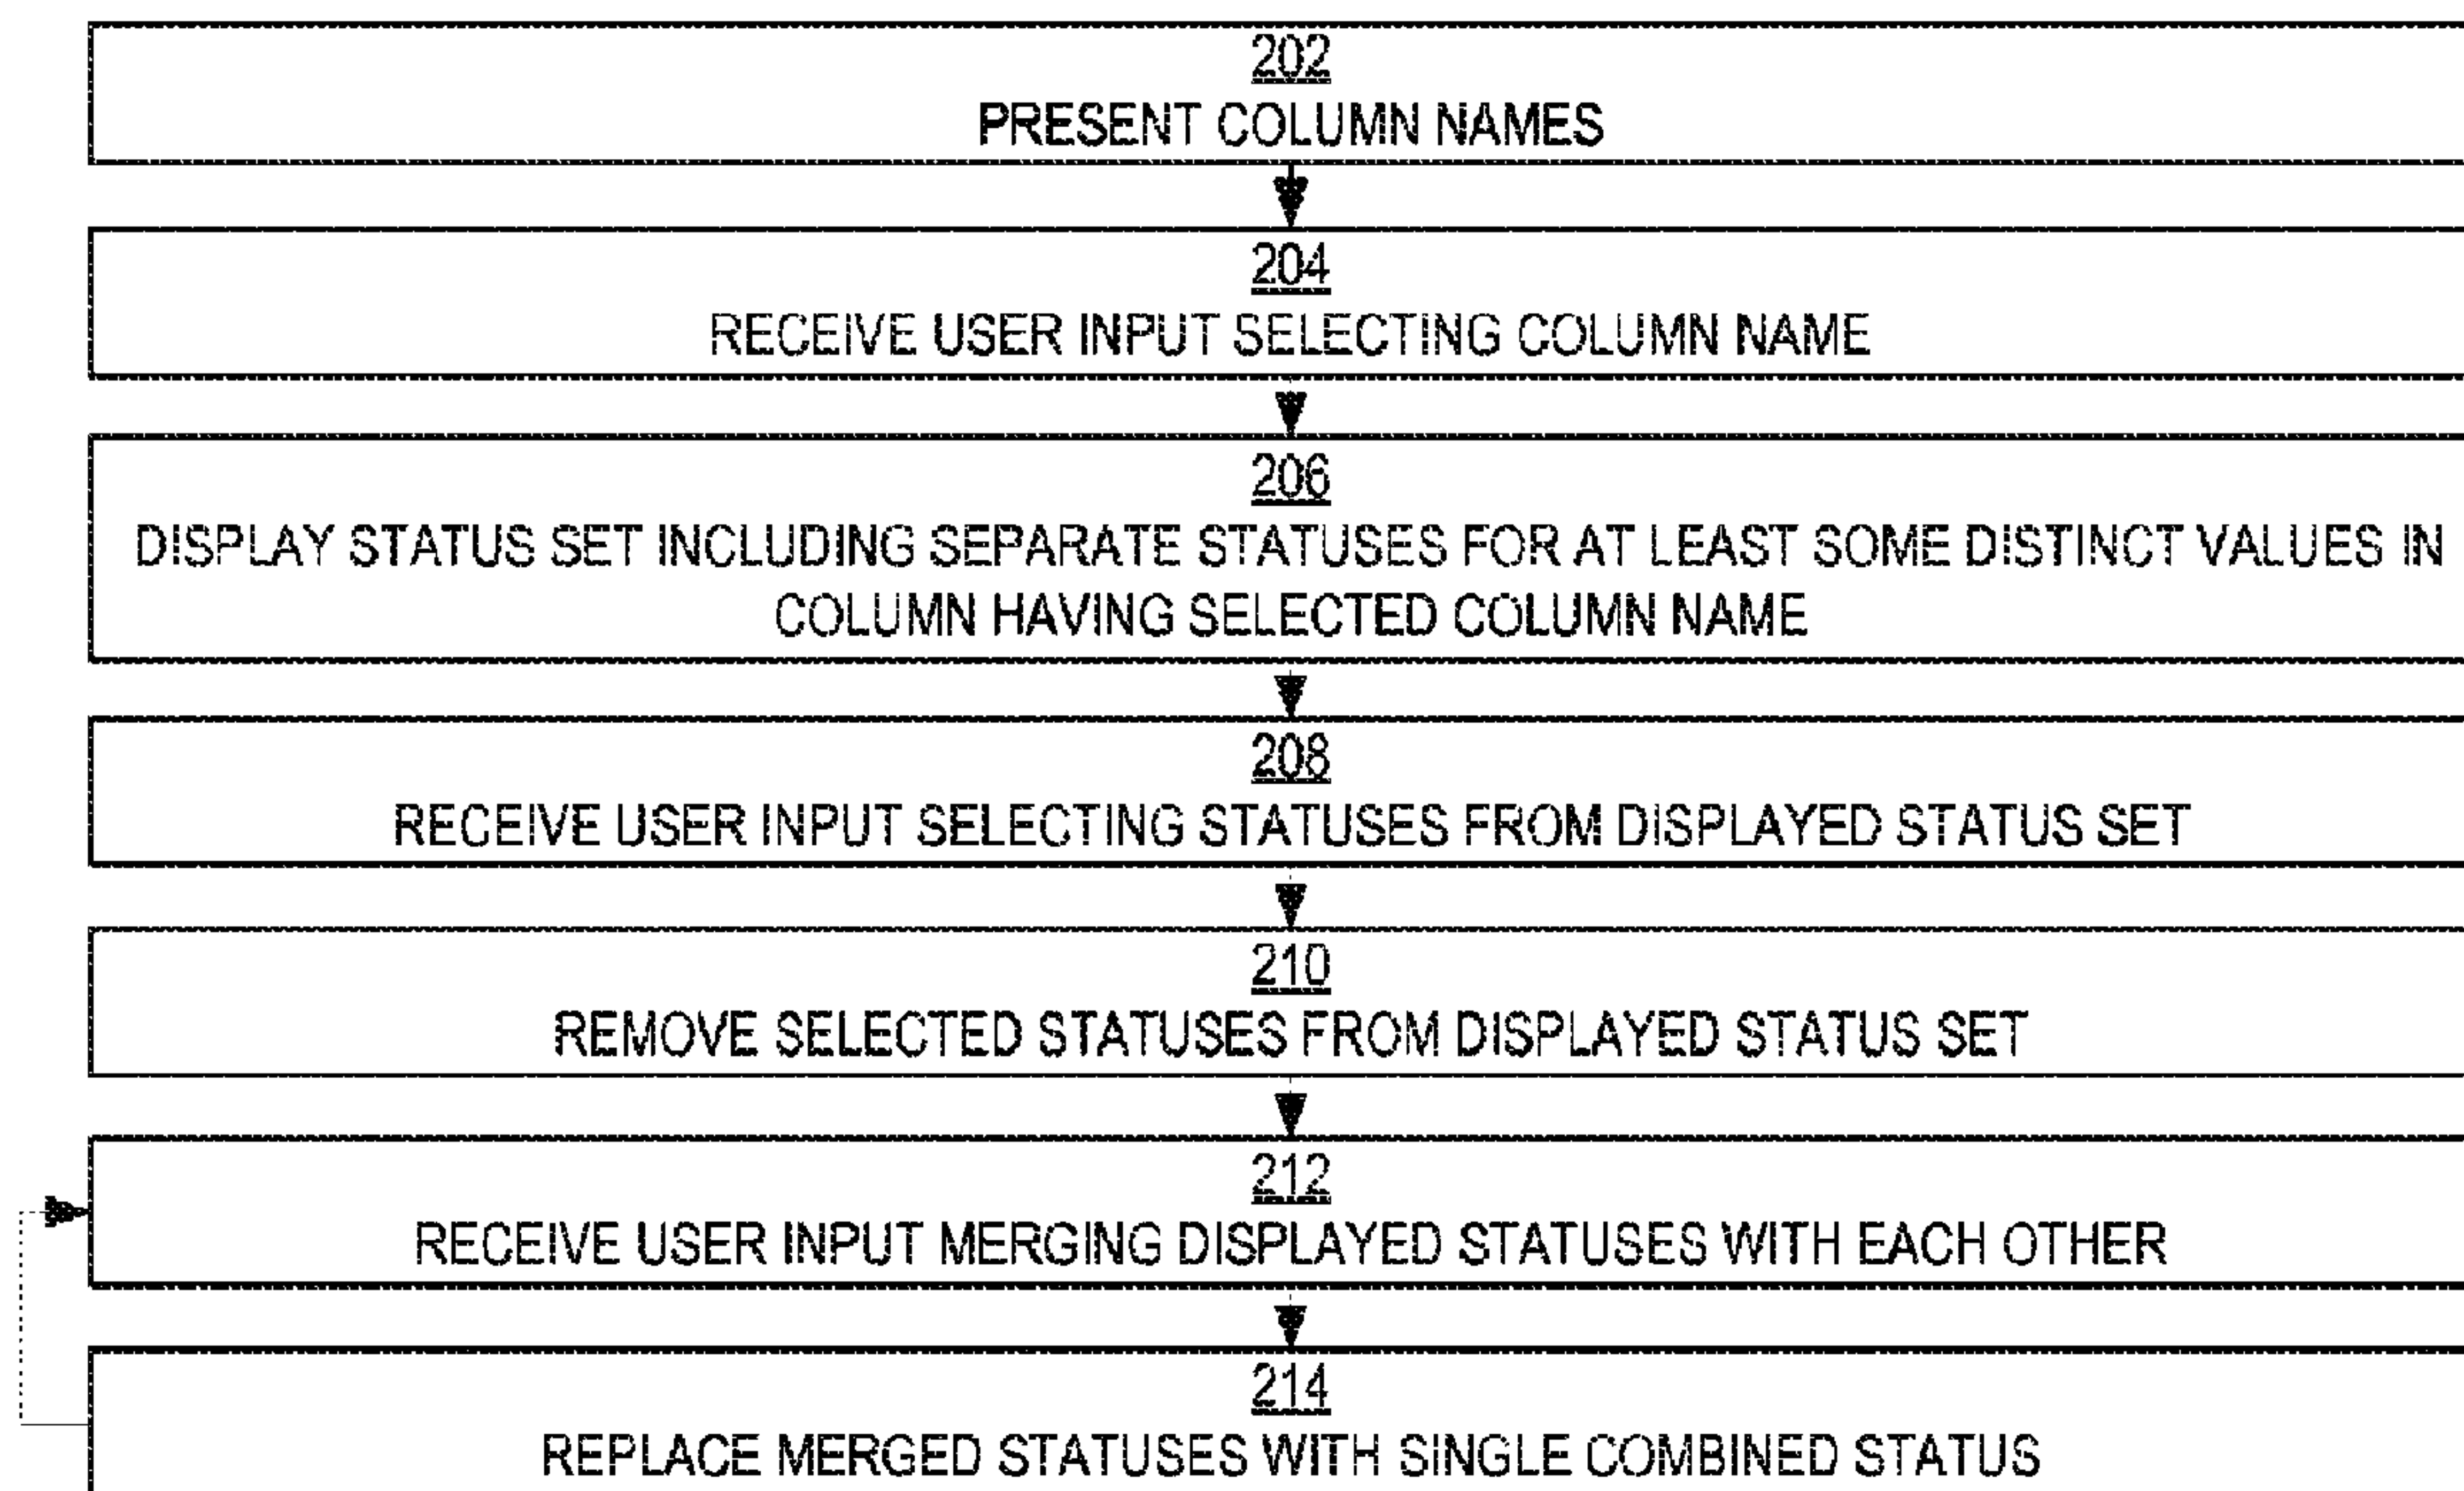 202
PRESENT COLUMN NAMES
204
RECEIVE USER INPUT SELECTING COLUMN NAME
206
DISPLAY STATUS SET INCLUDING SEPARATE STATUSES FOR AT LEAST SOME DISTINCT VALUES IN
COLUMN HAVING SELECTED COLUMN NAME
208
RECEIVE USER INPUT SELECTING STATUSES FROM DISPLAYED STATUS SET
210
REMOVE SELECTED STATUSES FROM DISPLAYED STATUS SET
212
RECEIVE USER INPUT MERGING DISPLAYED STATUSES WITH EACH OTHER
214
REPLACE MERGED STATUSES WITH SINGLE COMBINED STATUS